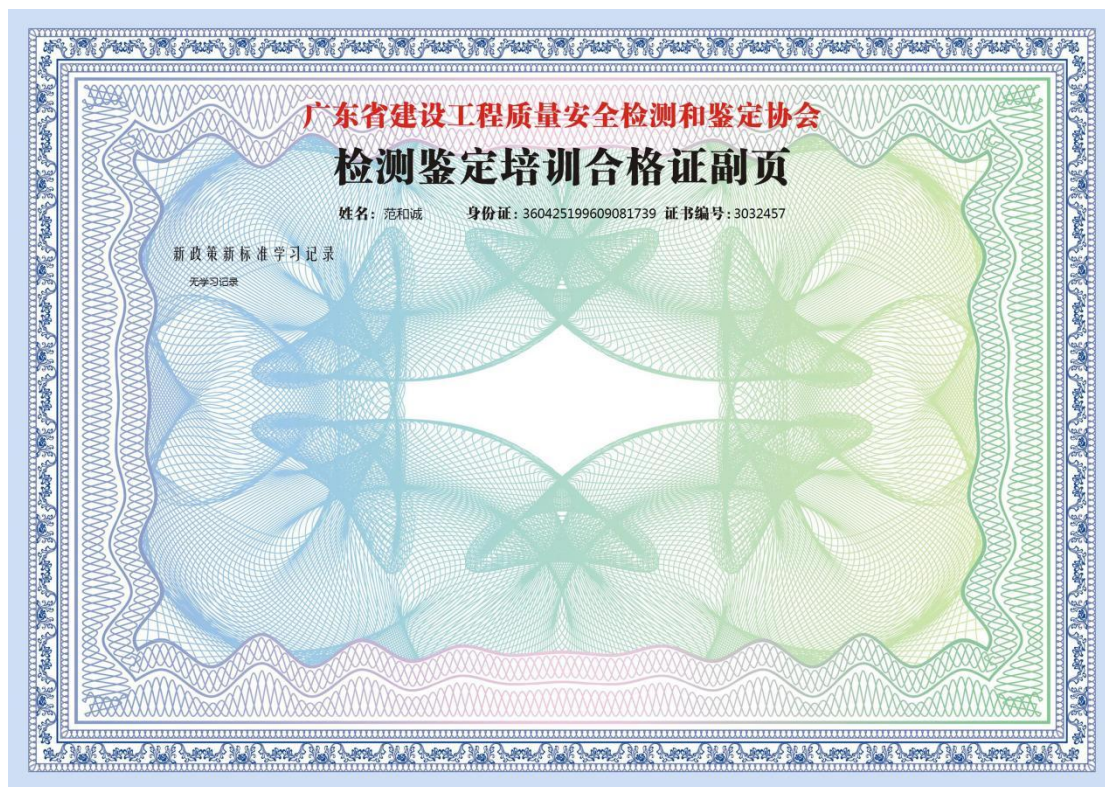 广东省建设工程质量安全检测和鉴定协会
检测鉴定培训合格证副页
姓名：范和诚 身份证：360425199609081739 证书编号：3032457
新政策新标准学习记录
无学习记录